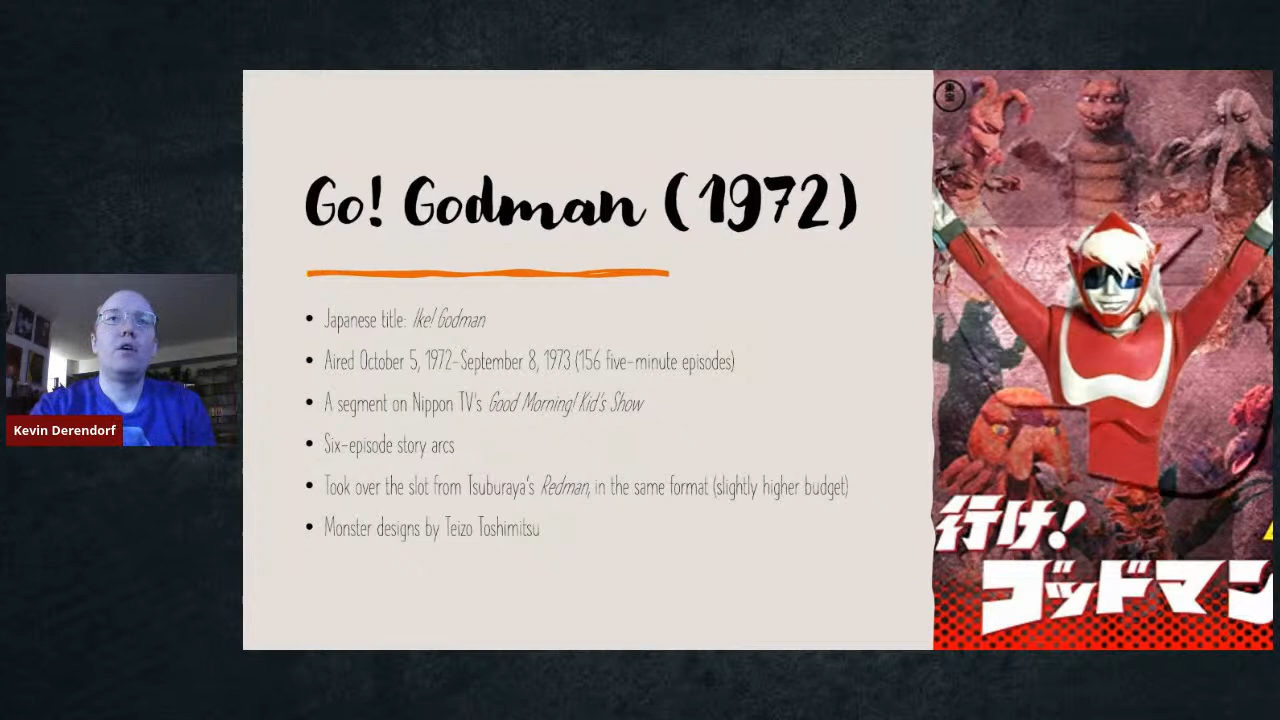 Go! Godman (1972)
• Japanese title: Ike! Godman
• Aired October 5, 1972–September 8, 1973 (156 five-minute episodes)
• A segment on Nippon TV's Good Morning! Kid's Show
• Six-episode story arcs
• Took over the slot from Tsuburaya's Redman, in the same format (slightly higher budget)
• Monster designs by Teizo Toshimitsu
Kevin Derendorf
東宝
行け!
ゴッドマン